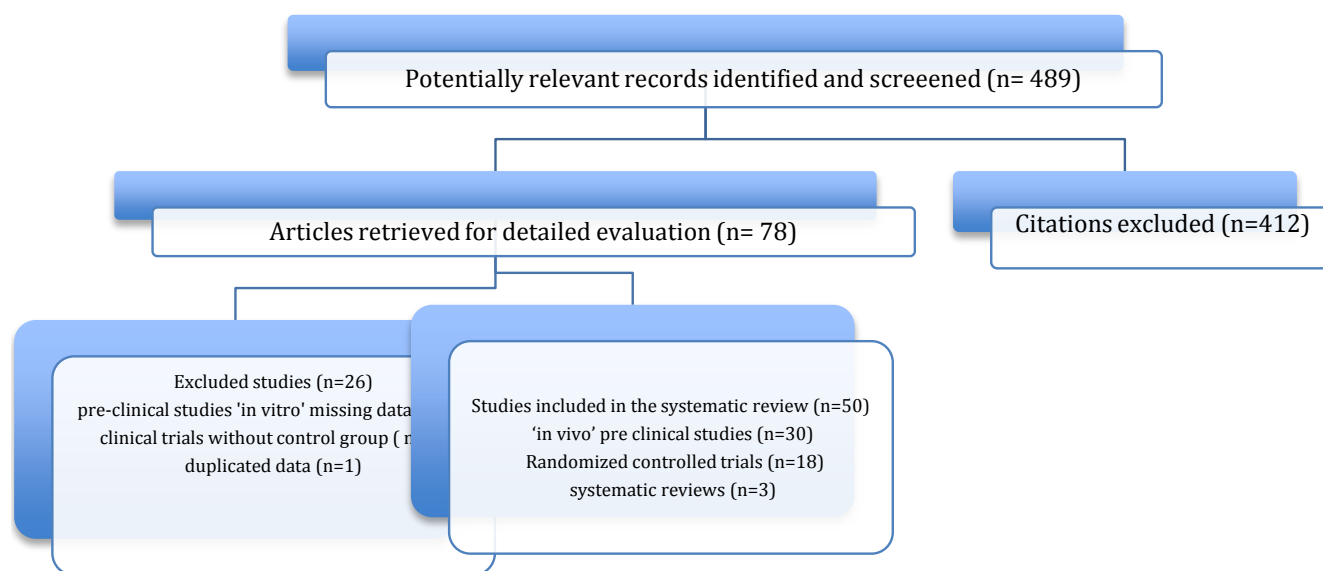 Potentially relevant records identified and screeened (n= 489)
Articles retrieved for detailed evaluation (n= 78)
Citations excluded (n=412)
Excluded studies (n=26)
pre-clinical studies 'in vitro' missing data
clinical trials without control group ( n
duplicated data (n=1)
Studies included in the systematic review (n=50)
‘in vivo’ pre clinical studies (n=30)
Randomized controlled trials (n=18)
systematic reviews (n=3)